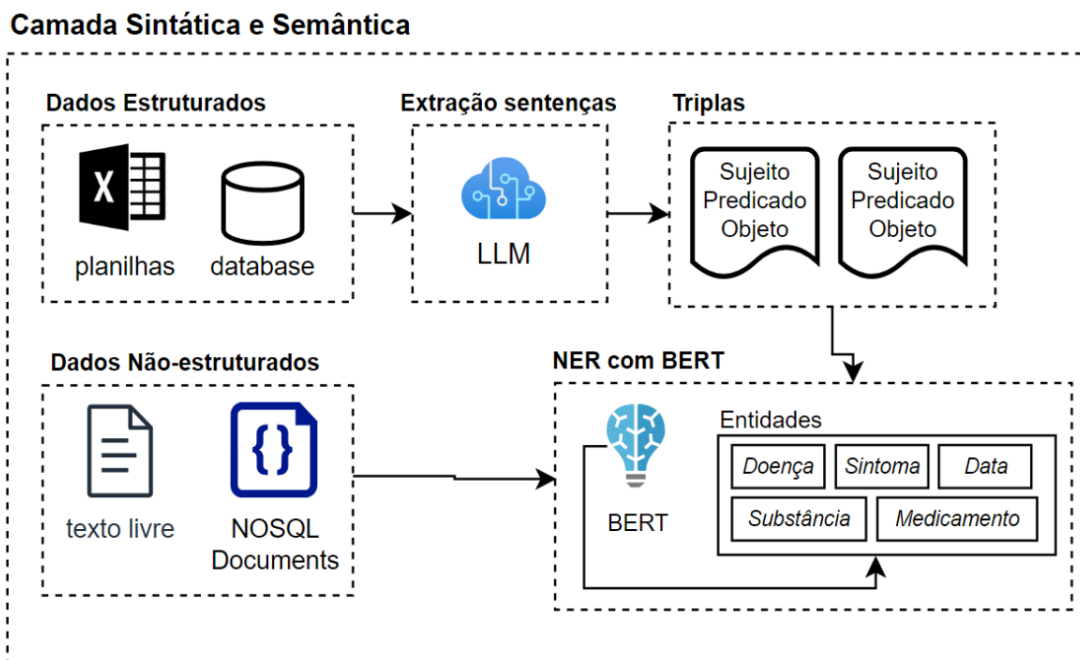 Camada Sintática e Semântica
Dados Estruturados
X
planilhas
database
Extração sentenças
LLM
Triplas
Sujeito
Predicado
Objeto
Sujeito
Predicado
Objeto
Dados Não-estruturados
texto livre
{}
NOSQL
Documents
NER com BERT
BERT
Entidades
Doença
Sintoma
Data
Substância
Medicamento